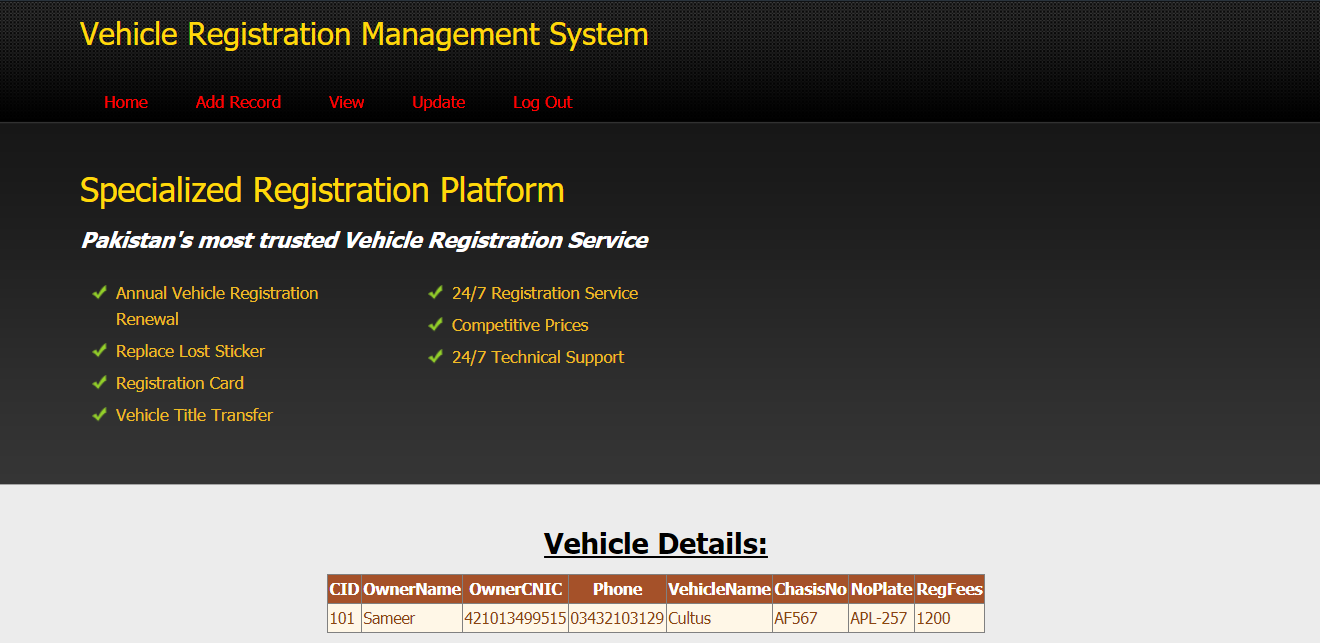 Vehicle Registration Management System
Home Add Record View Update Log Out
Specialized Registration Platform
Pakistan's most trusted Vehicle Registration Service
Annual Vehicle Registration
Renewal
Replace Lost Sticker
Registration Card
Vehicle Title Transfer
24/7 Registration Service
Competitive Prices
24/7 Technical Support
Vehicle Details:
CID OwnerName OwnerCNIC Phone VehicleName ChasisNo NoPlate RegFees
101 Sameer 421013499515 03432103129 Cultus AF567 APL-257 1200